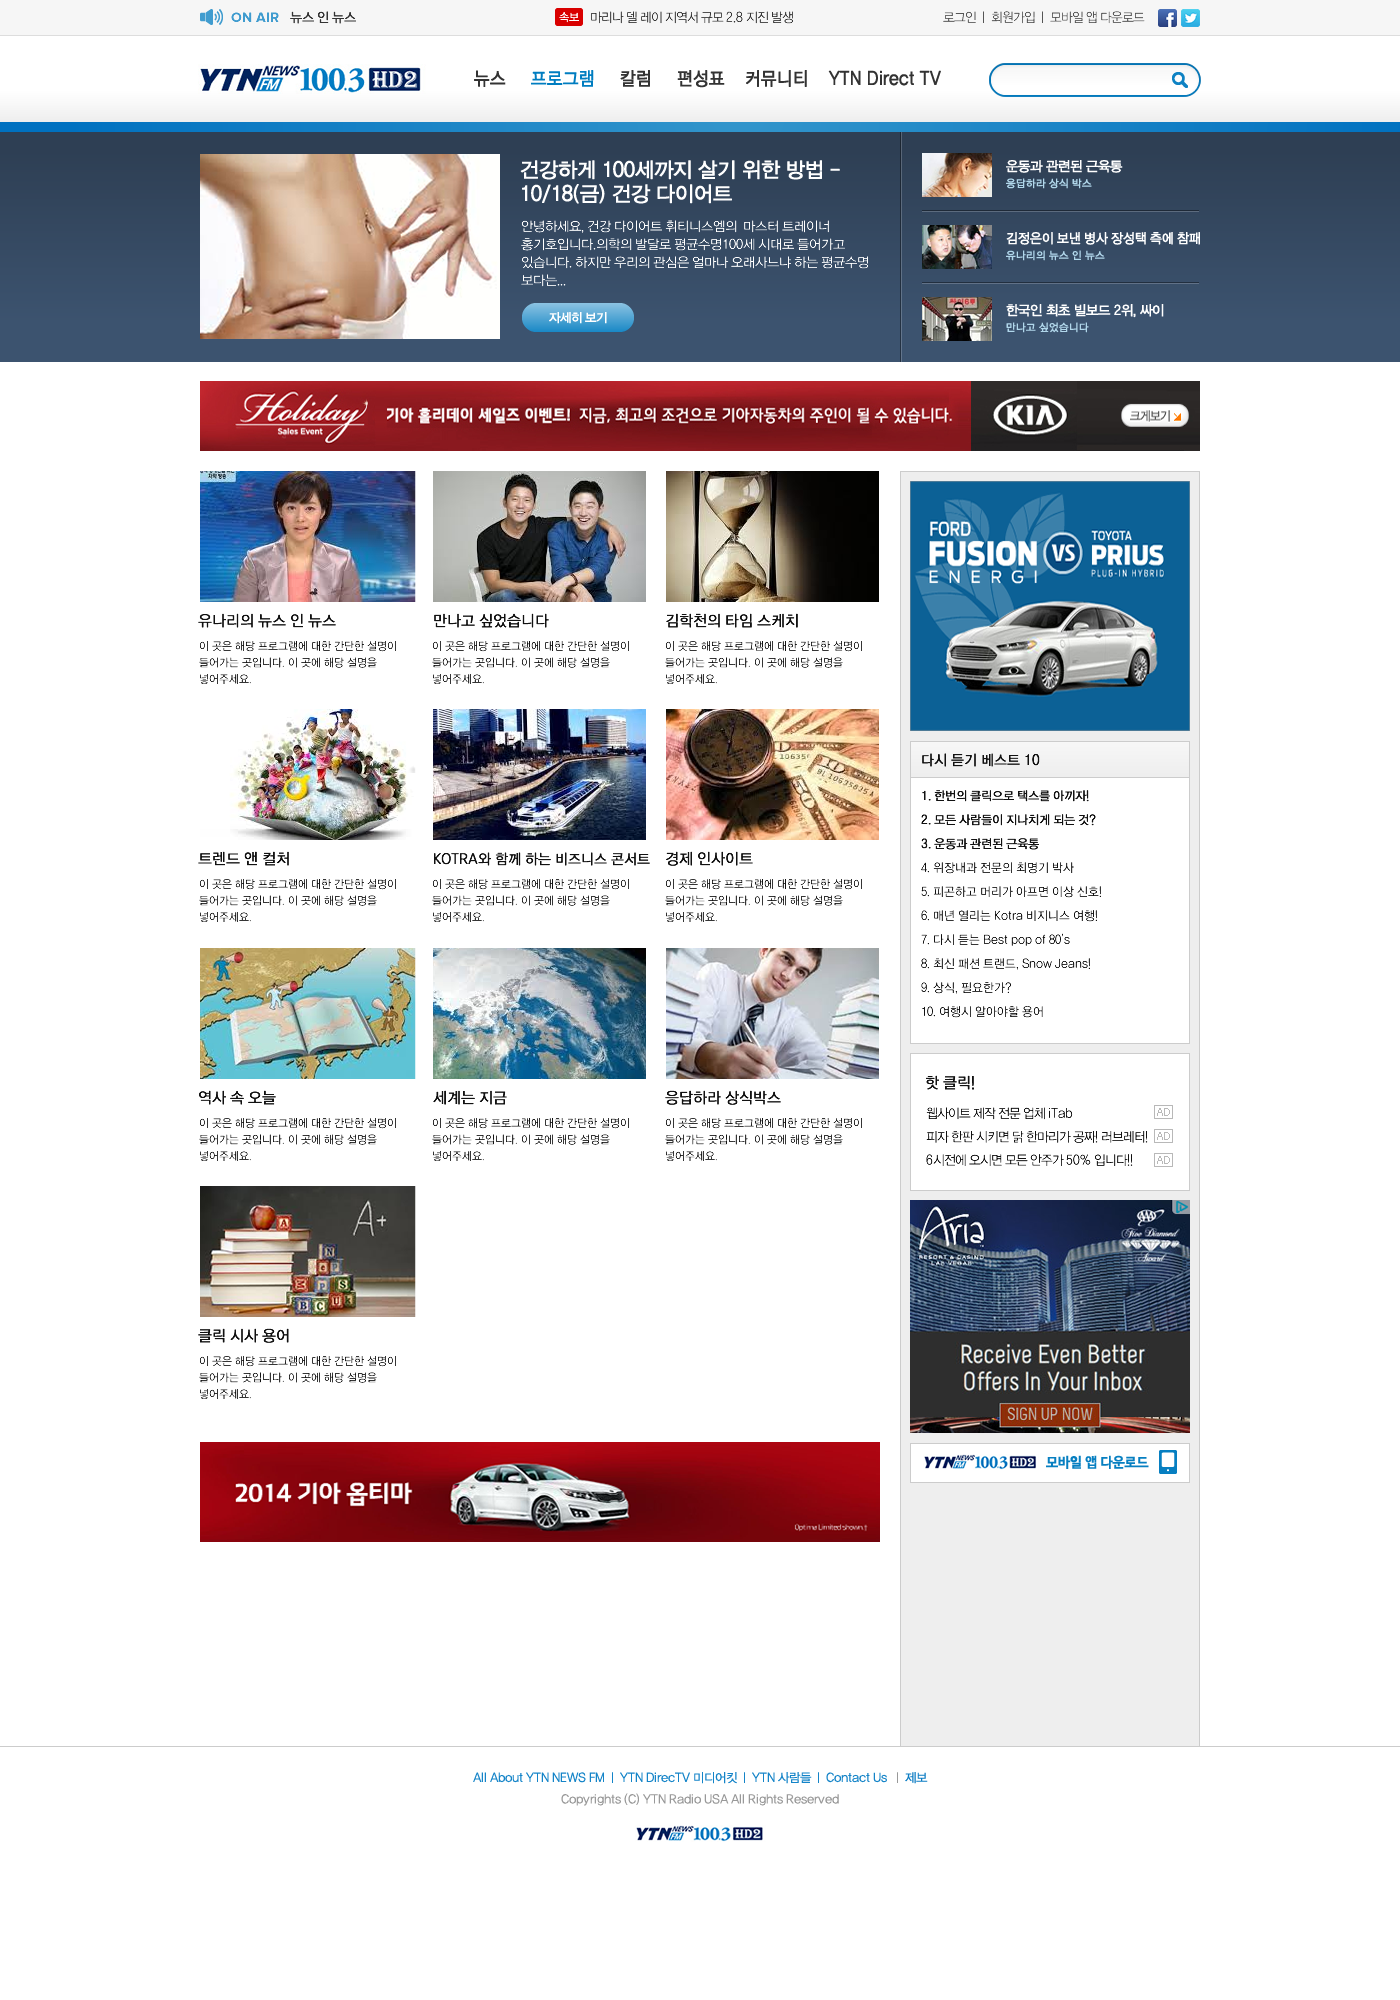 ON AIR 뉴스 인 뉴스
속보 마리나 델 레이 지역서 규모 2.8 지진 발생
로그인 | 회원가입 | 모바일 앱 다운로드
YTN NEWS FM 100.3 HD2
뉴스 프로그램 칼럼 편성표 커뮤니티 YTN Direct TV
건강하게 100세까지 살기 위한 방법 -
10/18(금) 건강 다이어트
안녕하세요, 건강 다이어트 휘티니스엠의 마스터 트레이너
홍기호입니다.의학의 발달로 평균수명100세 시대로 들어가고
있습니다. 하지만 우리의 관심은 얼마나 오래사느냐 하는 평균수명
보다는...
자세히 보기
운동과 관련된 근육통
응답하라 상식 박스
김정은이 보낸 병사 장성택 측에 참패
유나리의 뉴스 인 뉴스
한국인 최초 빌보드 2위, 싸이
만나고 싶었습니다
Holiday
Sales Event
기아 홀리데이 세일즈 이벤트! 지금, 최고의 조건으로 기아자동차의 주인이 될 수 있습니다.
KIA
크게보기
유나리의 뉴스 인 뉴스
이 곳은 해당 프로그램에 대한 간단한 설명이
들어가는 곳입니다. 이 곳에 해당 설명을
넣어주세요.
만나고 싶었습니다
이 곳은 해당 프로그램에 대한 간단한 설명이
들어가는 곳입니다. 이 곳에 해당 설명을
넣어주세요.
김학천의 타임 스케치
이 곳은 해당 프로그램에 대한 간단한 설명이
들어가는 곳입니다. 이 곳에 해당 설명을
넣어주세요.
트렌드 앤 컬처
이 곳은 해당 프로그램에 대한 간단한 설명이
들어가는 곳입니다. 이 곳에 해당 설명을
넣어주세요.
KOTRA와 함께 하는 비즈니스 콘서트
이 곳은 해당 프로그램에 대한 간단한 설명이
들어가는 곳입니다. 이 곳에 해당 설명을
넣어주세요.
경제 인사이트
이 곳은 해당 프로그램에 대한 간단한 설명이
들어가는 곳입니다. 이 곳에 해당 설명을
넣어주세요.
역사 속 오늘
이 곳은 해당 프로그램에 대한 간단한 설명이
들어가는 곳입니다. 이 곳에 해당 설명을
넣어주세요.
세계는 지금
이 곳은 해당 프로그램에 대한 간단한 설명이
들어가는 곳입니다. 이 곳에 해당 설명을
넣어주세요.
응답하라 상식박스
이 곳은 해당 프로그램에 대한 간단한 설명이
들어가는 곳입니다. 이 곳에 해당 설명을
넣어주세요.
A+
클릭 시사 용어
이 곳은 해당 프로그램에 대한 간단한 설명이
들어가는 곳입니다. 이 곳에 해당 설명을
넣어주세요.
2014 기아 옵티마
Optima Limited shown.†
FORD
FUSION
ENERGI
VS
TOYOTA
PRIUS
PLUG-IN HYBRID
다시 듣기 베스트 10
1. 한번의 클릭으로 택스를 아끼자!
2. 모든 사람들이 지나치게 되는 것?
3. 운동과 관련된 근육통
4. 위장내과 전문의 최명기 박사
5. 피곤하고 머리가 아프면 이상 신호!
6. 매년 열리는 Kotra 비지니스 여행!
7. 다시 듣는 Best pop of 80's
8. 최신 패션 트랜드, Snow Jeans!
9. 상식, 필요한가?
10. 여행시 알아야할 용어
핫 클릭!
웹사이트 제작 전문 업체 iTab AD
피자 한판 시키면 닭 한마리가 공짜! 러브레터! AD
6시전에 오시면 모든 안주가 50% 입니다!! AD
Aria
RESORT & CASINO
LAS VEGAS
AAA
Five Diamond
Award
Receive Even Better
Offers In Your Inbox
SIGN UP NOW
YTN NEWS FM 100.3 HD2 모바일 앱 다운로드
All About YTN NEWS FM | YTN DirecTV 미디어킷 | YTN 사람들 | Contact Us | 제보
Copyrights (C) YTN Radio USA All Rights Reserved
YTN NEWS FM 100.3 HD2